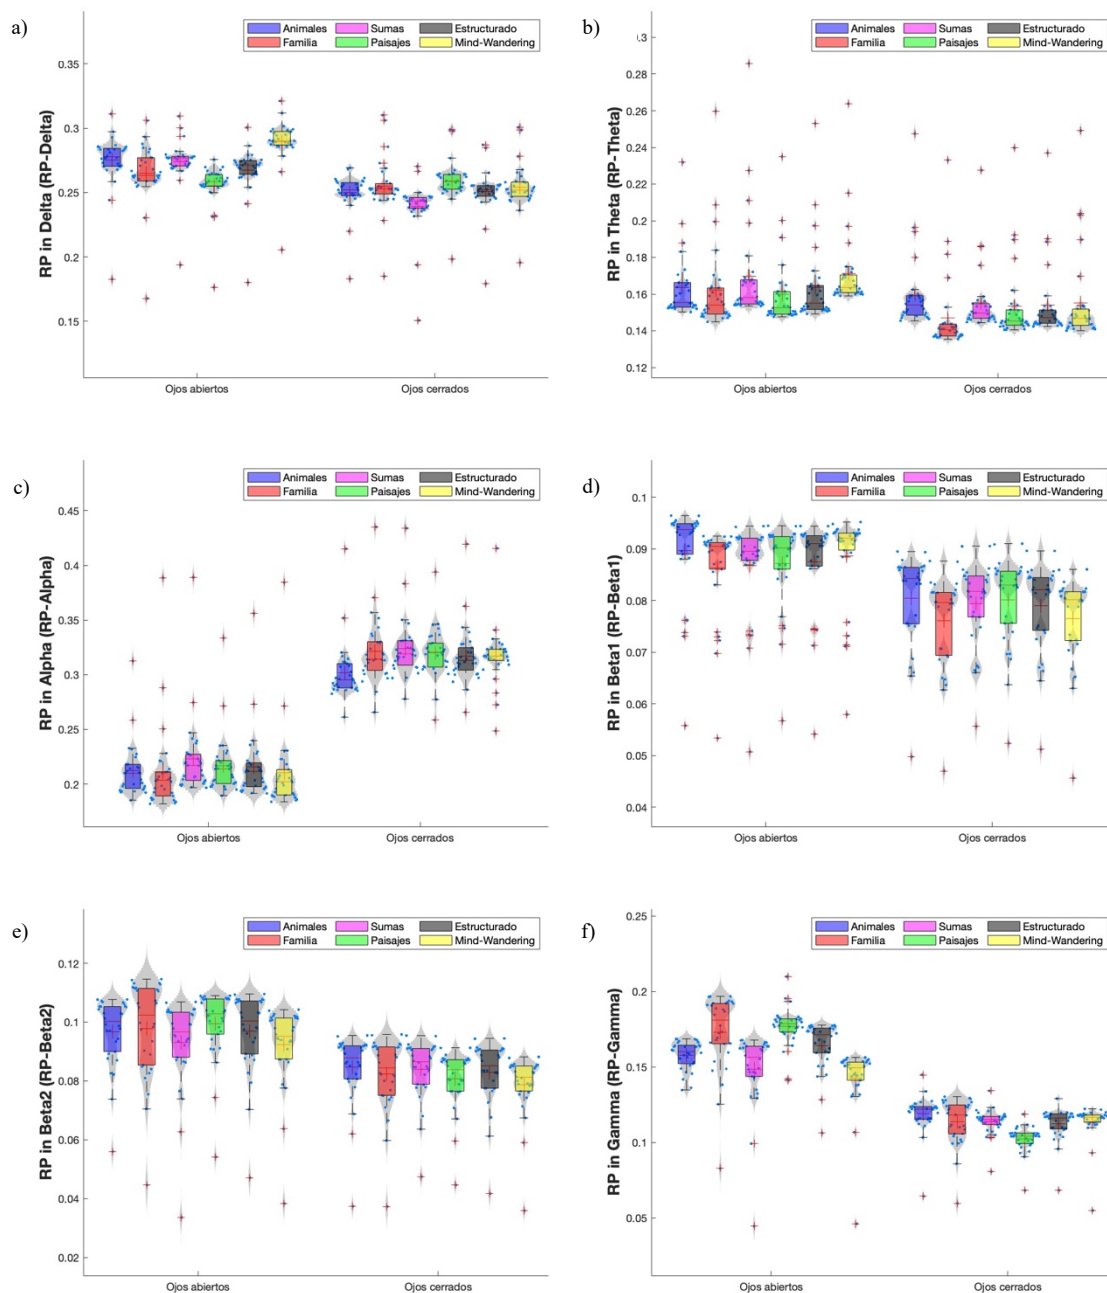 a)
Animales Sumas Estructurado
Familia Paisajes Mind-Wandering
RP in Delta (RP-Delta)
0.35
0.3
0.25
0.2
0.15
Ojos abiertos Ojos cerrados
b)
Animales Sumas Estructurado
Familia Paisajes Mind-Wandering
RP in Theta (RP-Theta)
0.3
0.28
0.26
0.24
0.22
0.2
0.18
0.16
0.14
0.12
Ojos abiertos Ojos cerrados
c)
Animales Sumas Estructurado
Familia Paisajes Mind-Wandering
RP in Alpha (RP-Alpha)
0.45
0.4
0.35
0.3
0.25
0.2
Ojos abiertos Ojos cerrados
d)
Animales Sumas Estructurado
Familia Paisajes Mind-Wandering
RP in Beta1 (RP-Beta1)
0.1
0.09
0.08
0.07
0.06
0.05
0.04
Ojos abiertos Ojos cerrados
e)
Animales Sumas Estructurado
Familia Paisajes Mind-Wandering
RP in Beta2 (RP-Beta2)
0.12
0.1
0.08
0.06
0.04
0.02
Ojos abiertos Ojos cerrados
f)
Animales Sumas Estructurado
Familia Paisajes Mind-Wandering
RP in Gamma (RP-Gamma)
0.25
0.2
0.15
0.1
0.05
Ojos abiertos Ojos cerrados